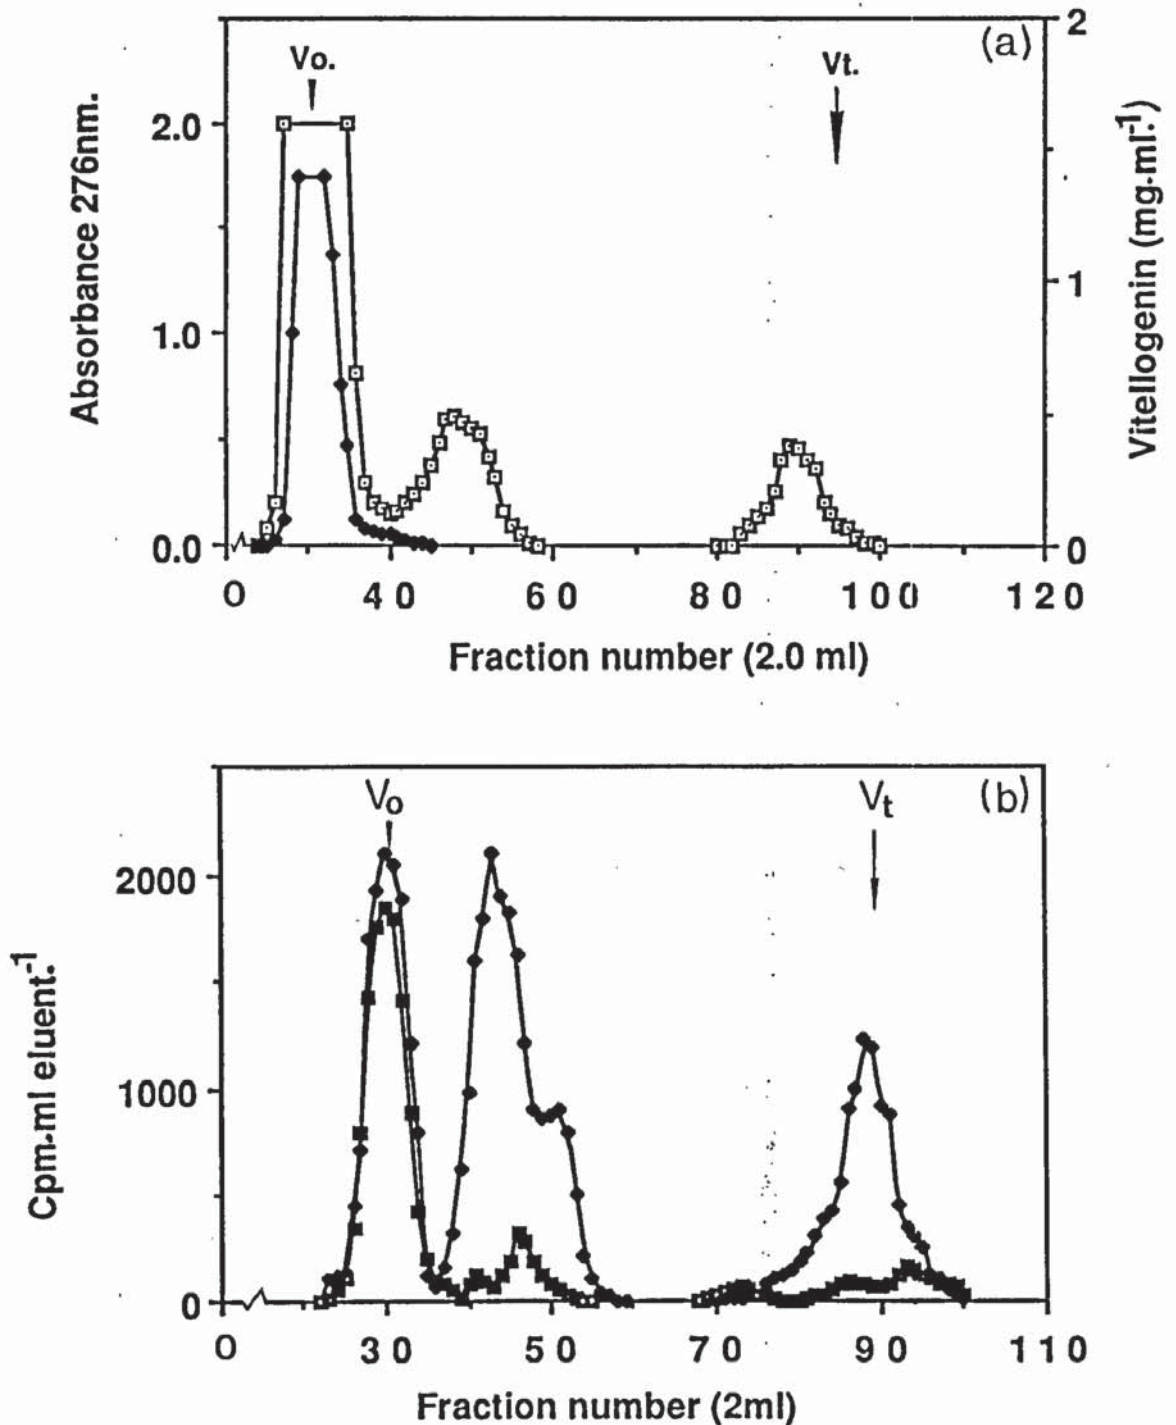 (a)
2
Vo.
Vt.
Absorbance 276nm.
2.0
1.0
0.0
Vitellogenin (mg·ml.-1)
1
0
0 40 60 80 100 120
Fraction number (2.0 ml)
(b)
Vo
Vt
Cpm·ml eluent.-1
2000
1000
0
0 30 50 70 90 110
Fraction number (2ml)